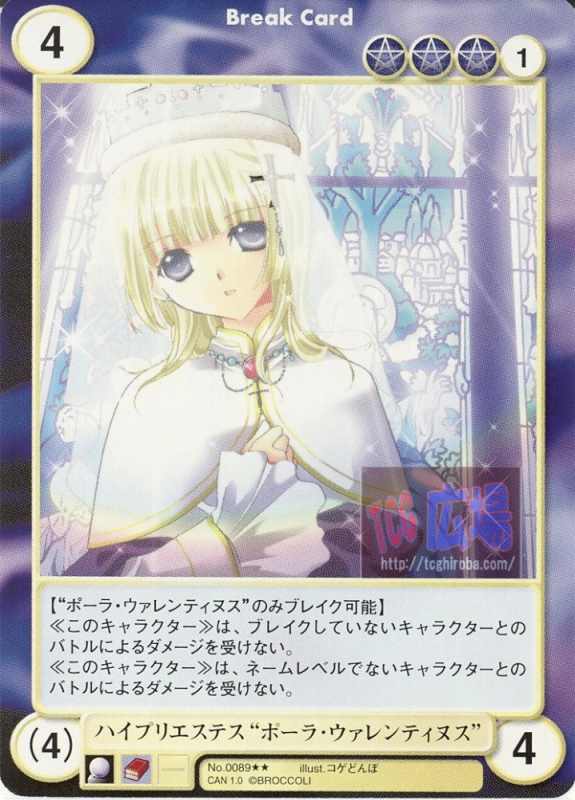 Break Card
4
1
TCG 広場
http://tcghiroba.com/
【“ポーラ・ウァレンティヌス”のみブレイク可能】
≪このキャラクター≫は、ブレイクしていないキャラクターとの
バトルによるダメージを受けない。
≪このキャラクター≫は、ネームレベルでないキャラクターとの
バトルによるダメージを受けない。
ハイプリエステス“ポーラ・ウァレンティヌス”
(4)
4
No.0089★★ illust.コゲどんぼ
CAN 1.0 ©BROCCOLI